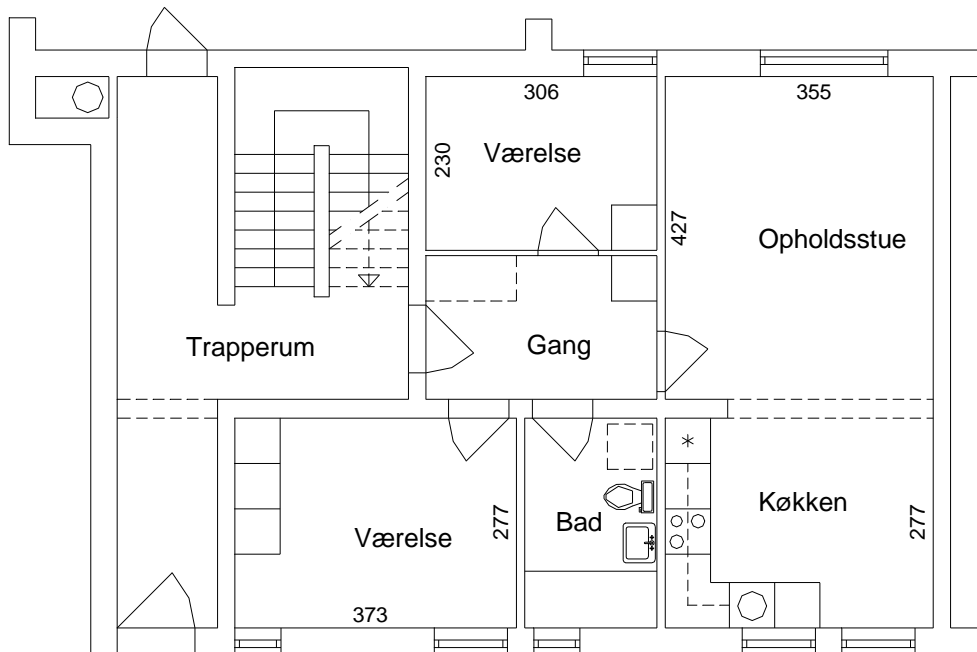 306
355
Værelse
230
427
Opholdsstue
Trapperum
Gang
Køkken
Bad
277
277
Værelse
373